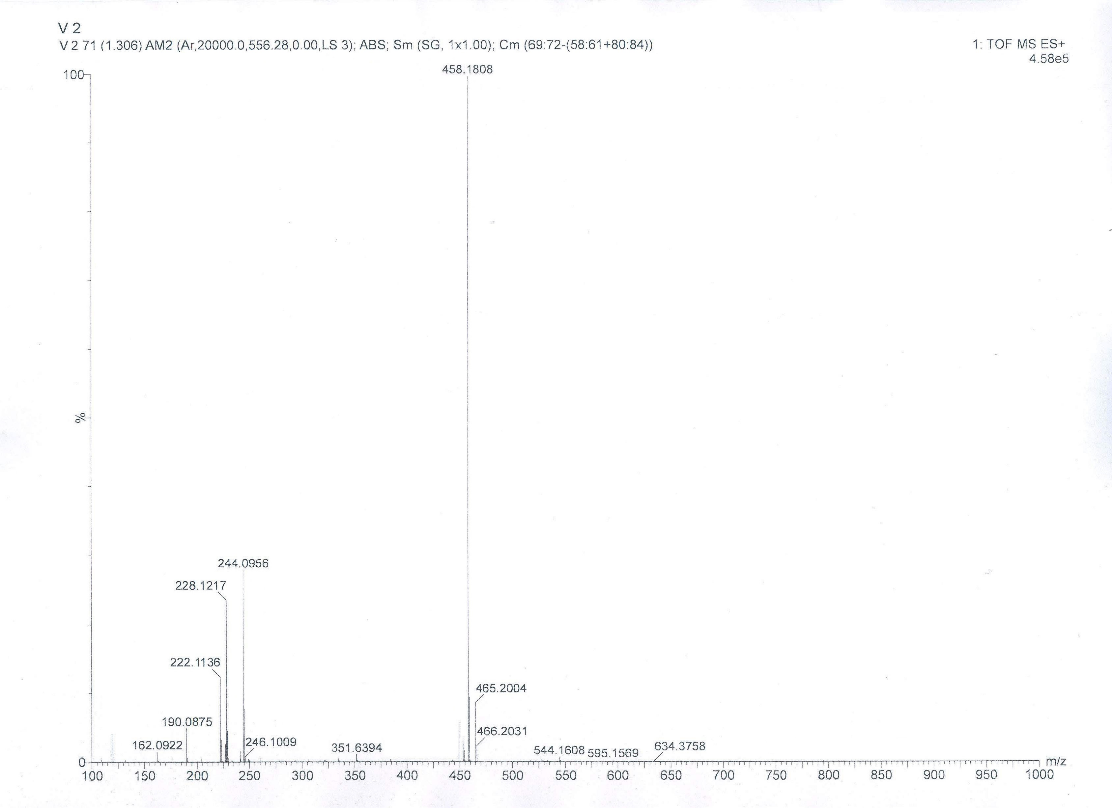 V 2
V 2 71 (1.306) AM2 (Ar,20000.0,556.28,0.00,LS 3); ABS; Sm (SG, 1x1.00); Cm (69:72-(58:61+80:84))
1: TOF MS ES+
4.58e5
458.1808
100
%
244.0956
228.1217
222.1136
465.2004
190.0875
466.2031
162.0922
246.1009
351.6394
544.1608
595.1569
634.3758
0
m/z
100 150 200 250 300 350 400 450 500 550 600 650 700 750 800 850 900 950 1000